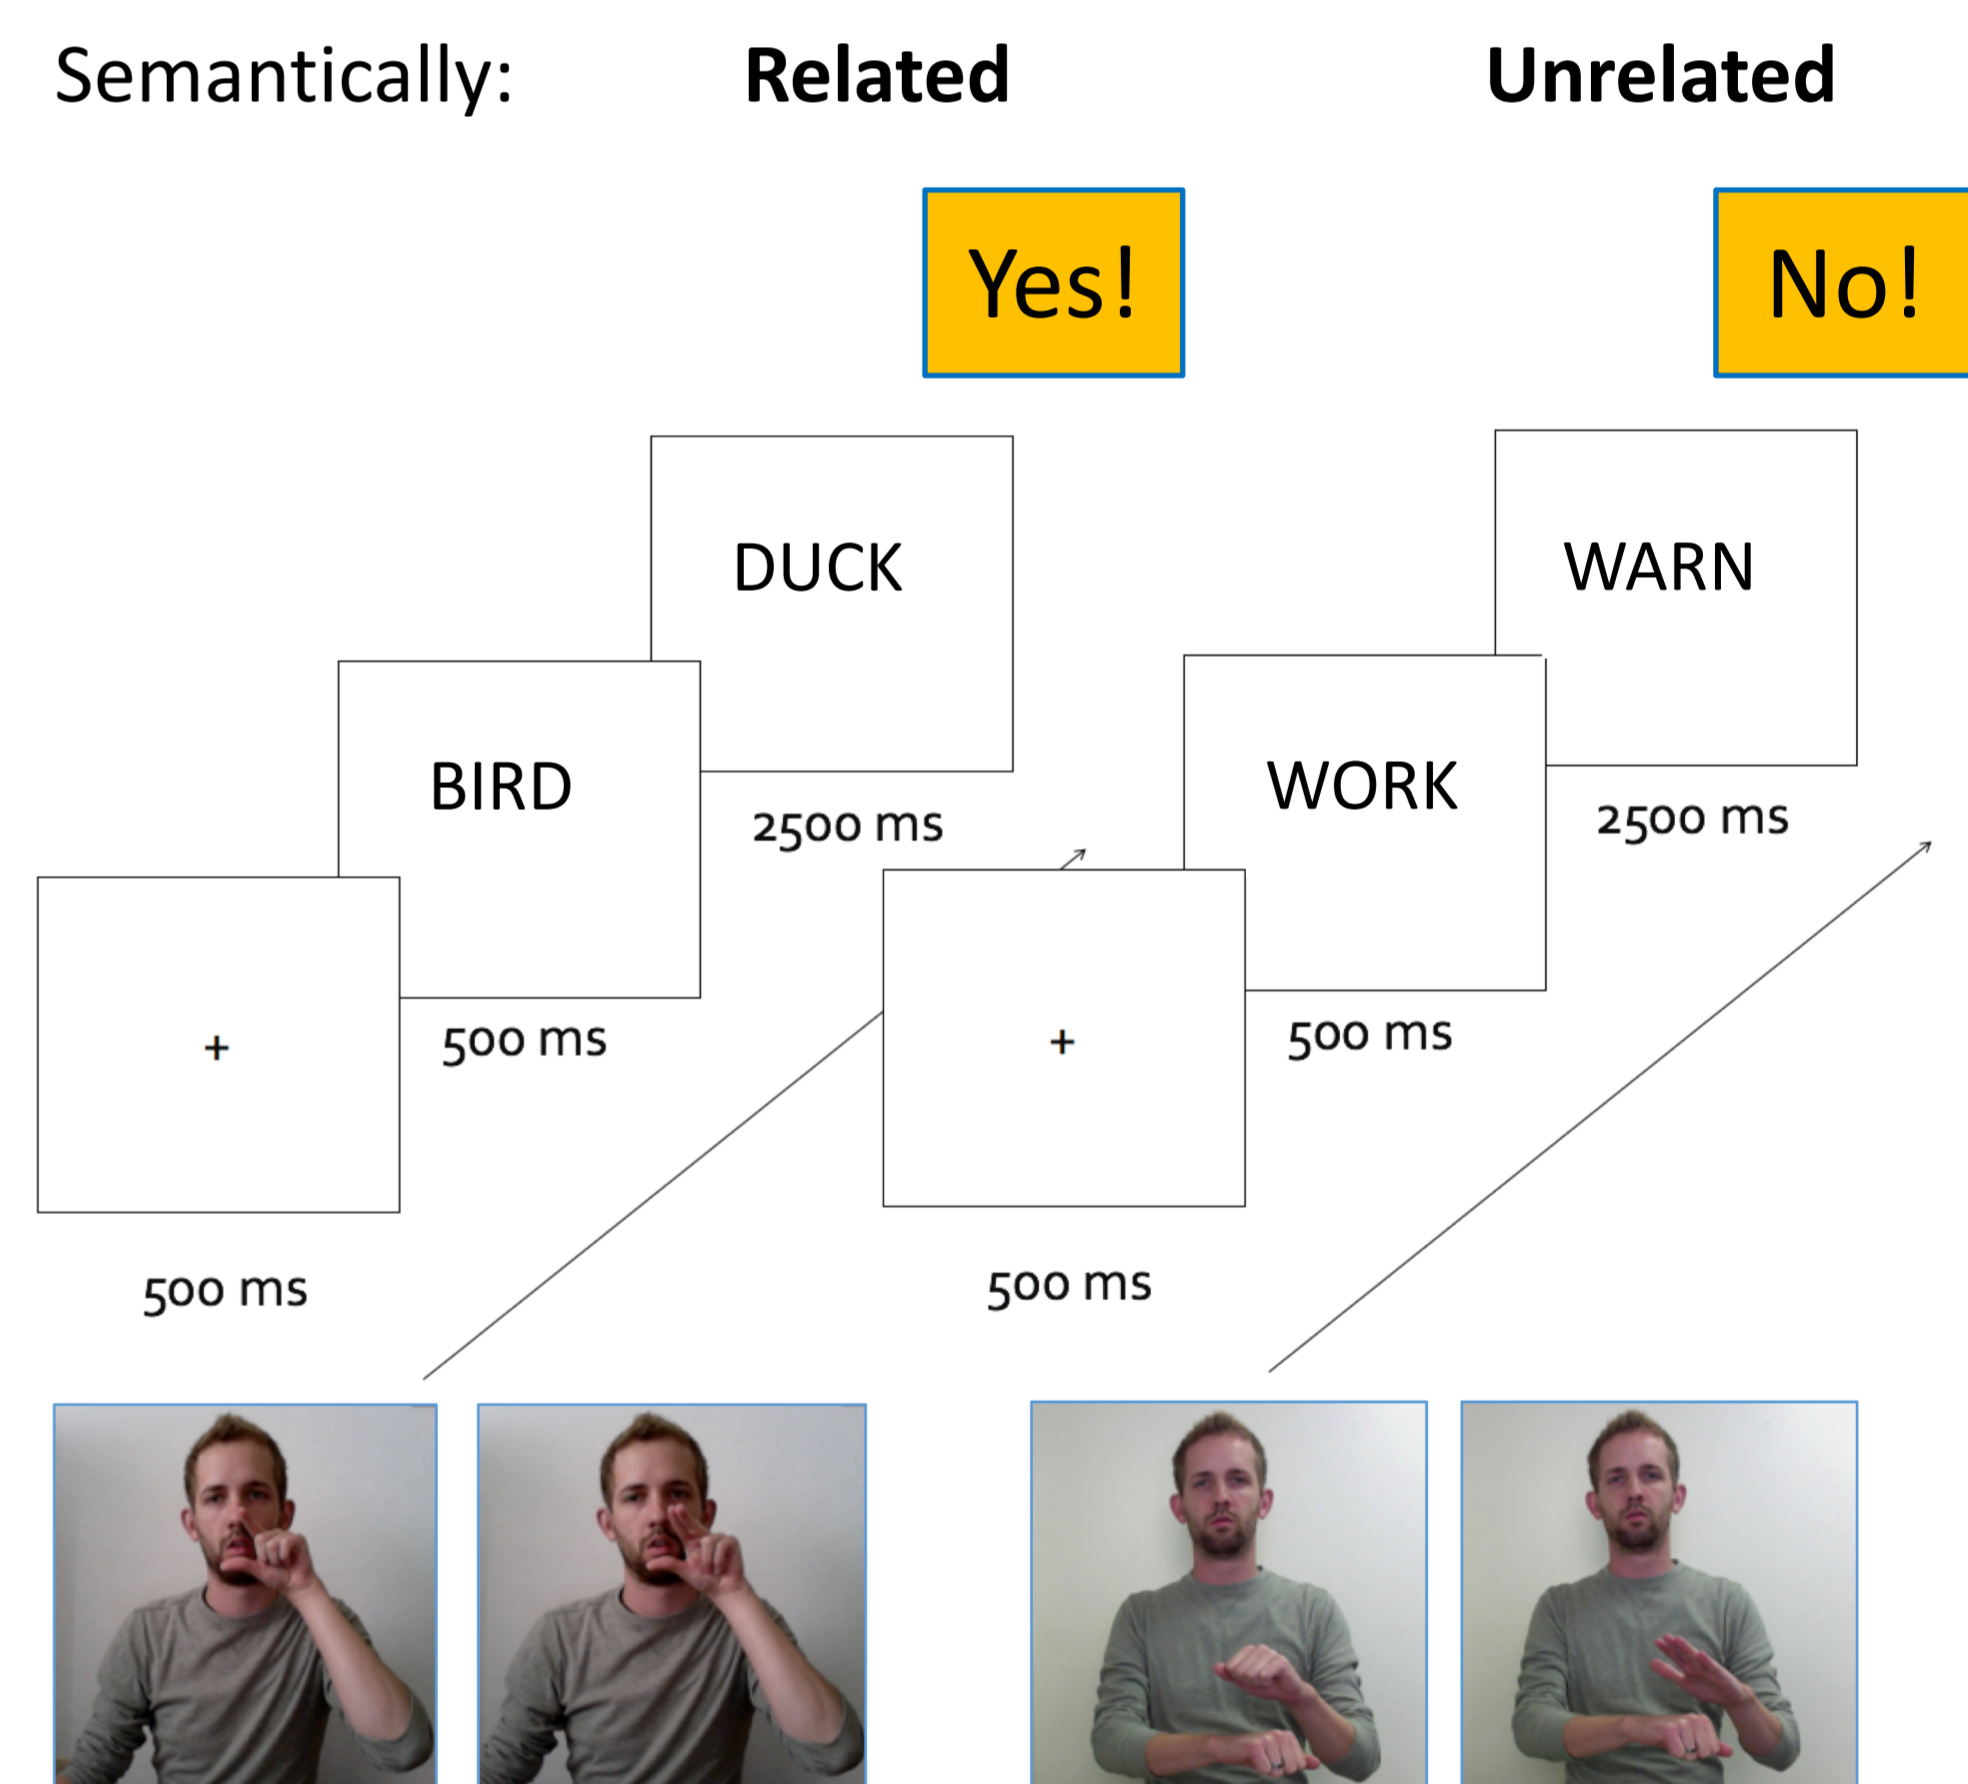 Semantically: Related Unrelated
Yes! No!
DUCK WARN
BIRD WORK
2500 ms 2500 ms
+ +
500 ms 500 ms
500 ms 500 ms